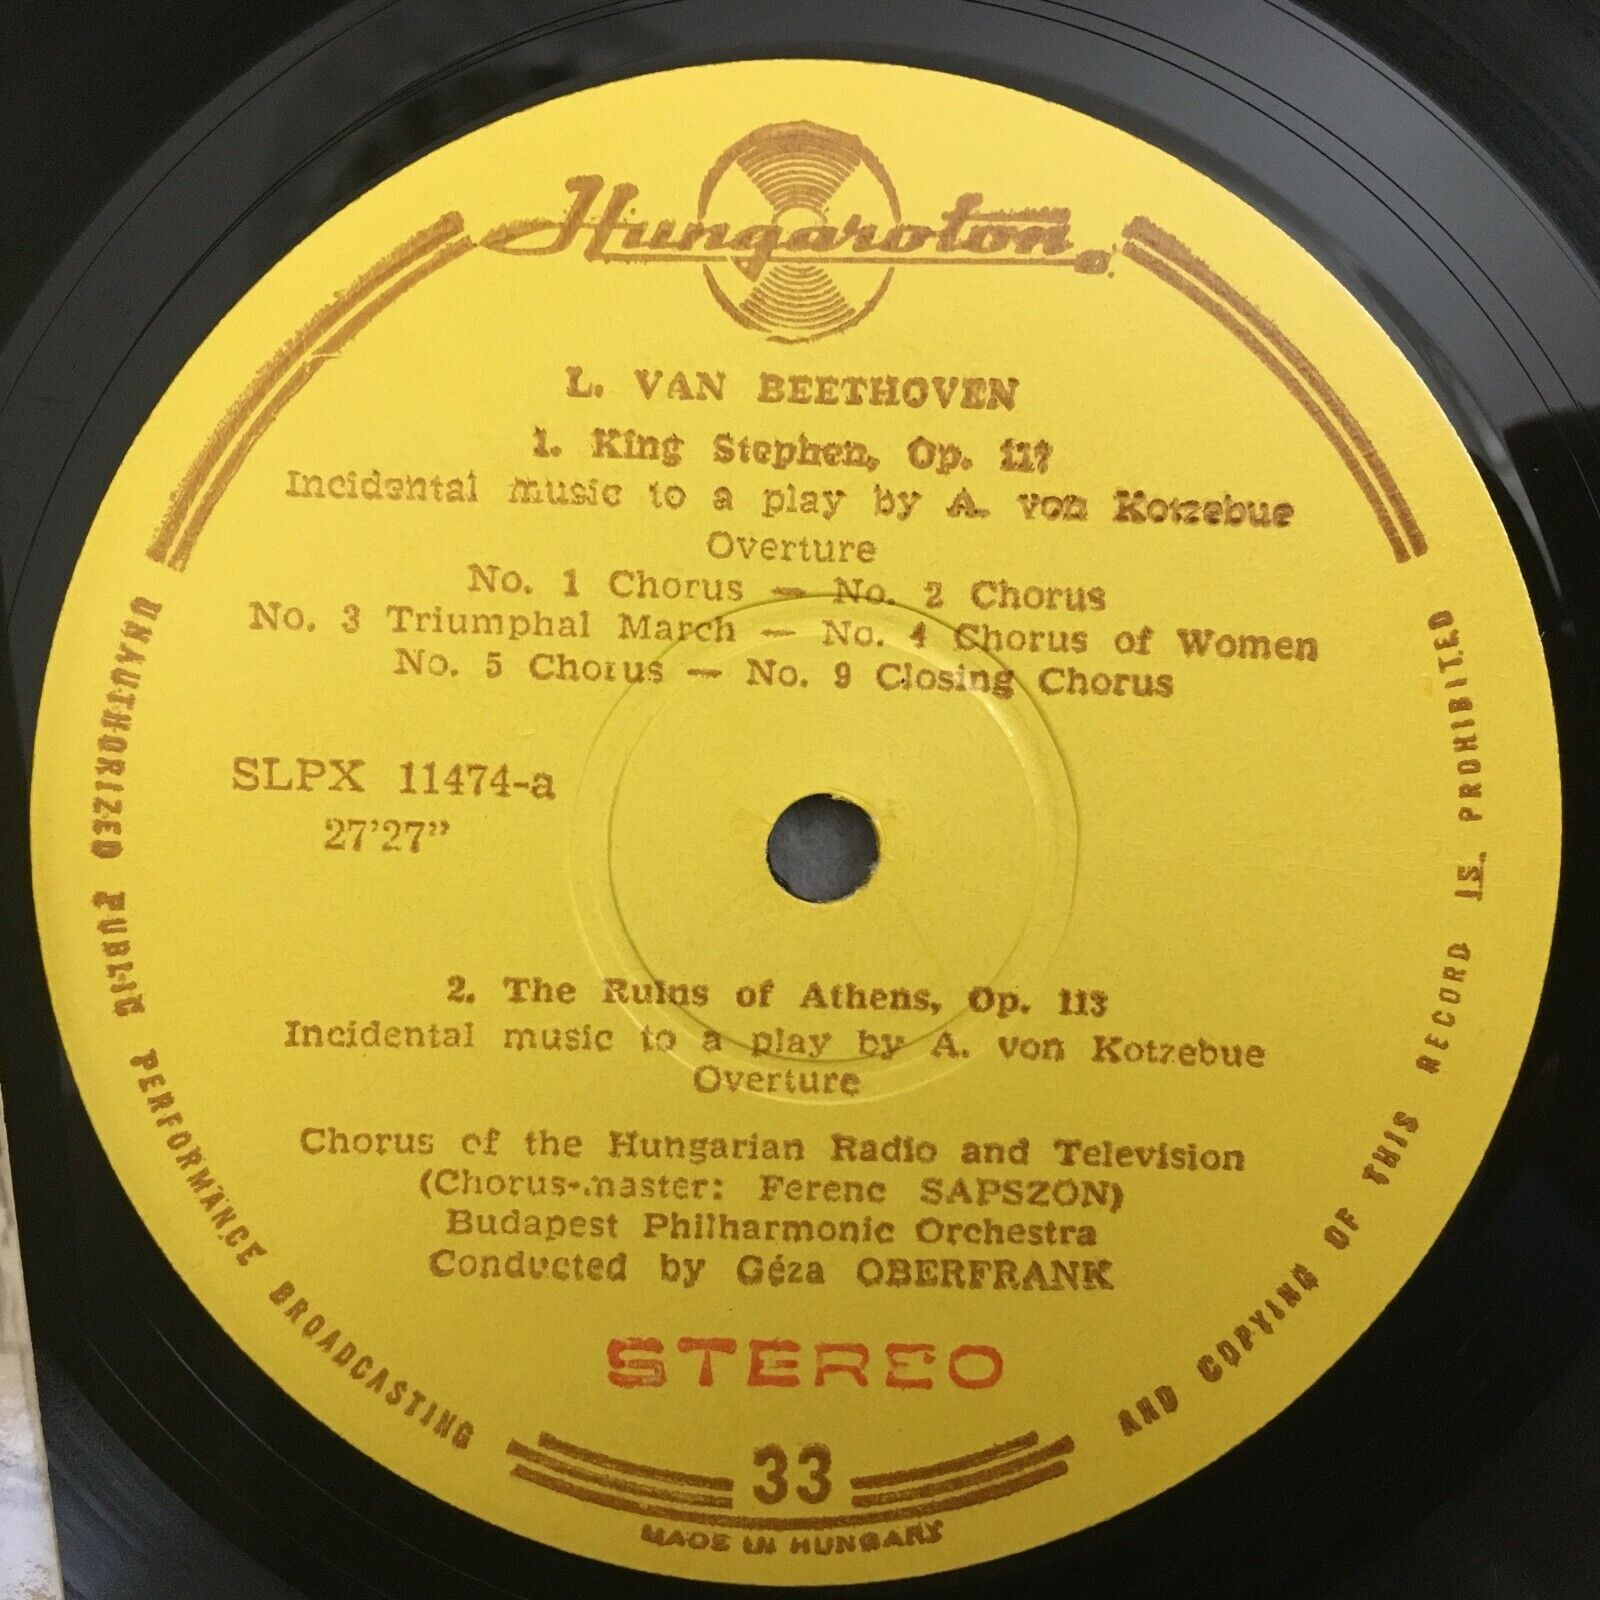 Hungaroton
L. VAN BEETHOVEN
1. King Stephen, Op. 117
Incidental music to a play by A. von Kotzebue
Overture
No. 1 Chorus — No. 2 Chorus
No. 3 Triumphal March — No. 4 Chorus of Women
No. 5 Chorus — No. 9 Closing Chorus
SLPX 11474-a
27'27"
2. The Ruins of Athens, Op. 113
Incidental music to a play by A. von Kotzebue
Overture
Chorus of the Hungarian Radio and Television
(Chorus-master: Ferenc SAPSZON)
Budapest Philharmonic Orchestra
Conducted by Géza OBERFRANK
STEREO
33
MADE IN HUNGARY
UNAUTHORIZED PUBLIC PERFORMANCE BROADCASTING AND COPYING OF THIS RECORD IS PROHIBITED